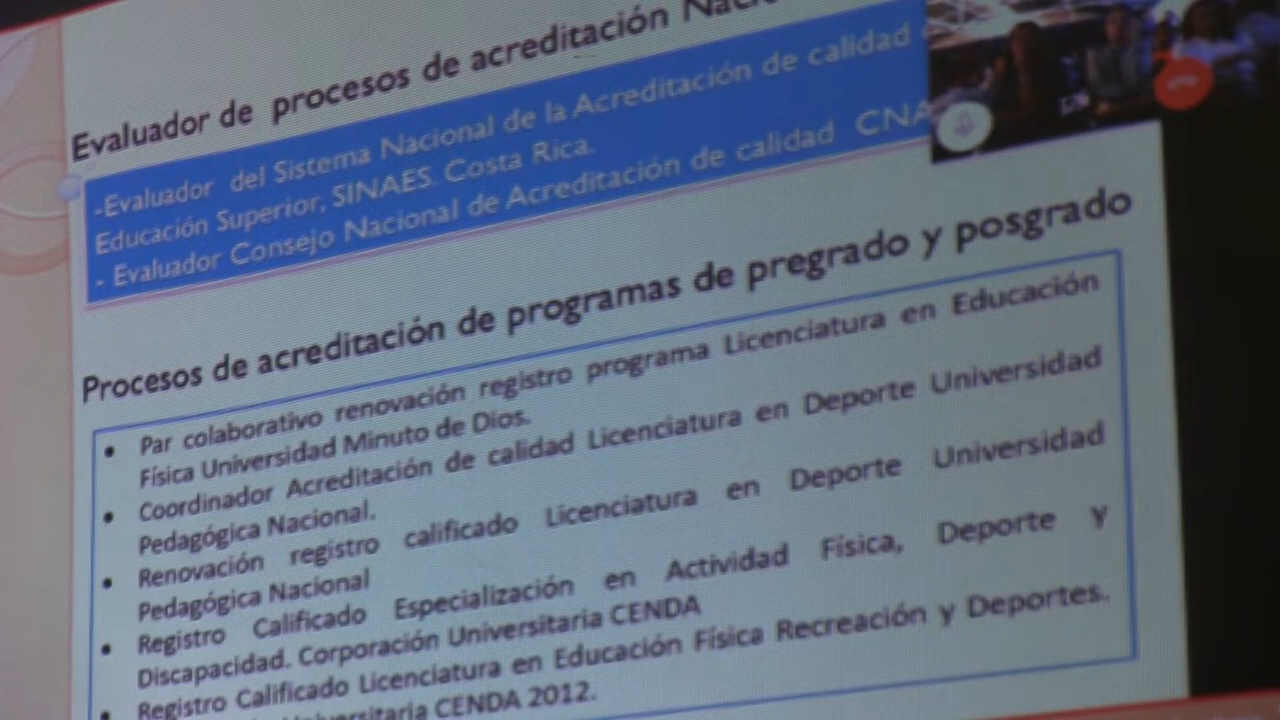 Evaluador de procesos de acreditación
-Evaluador del Sistema Nacional de la Acreditación de calidad
Educación Superior, SINAES. Costa Rica.
- Evaluador Consejo Nacional de Acreditación de calidad CNA
Procesos de acreditación de programas de pregrado y posgrado
• Par colaborativo renovación registro programa Licenciatura en Educación
Física Universidad Minuto de Dios.
• Coordinador Acreditación de calidad Licenciatura en Deporte Universidad
Pedagógica Nacional.
• Renovación registro calificado Licenciatura en Deporte Universidad
Pedagógica Nacional
• Registro Calificado Especialización en Actividad Física, Deporte y
Discapacidad. Corporación Universitaria CENDA
• Registro Calificado Licenciatura en Educación Física Recreación y Deportes.
Universitaria CENDA 2012.